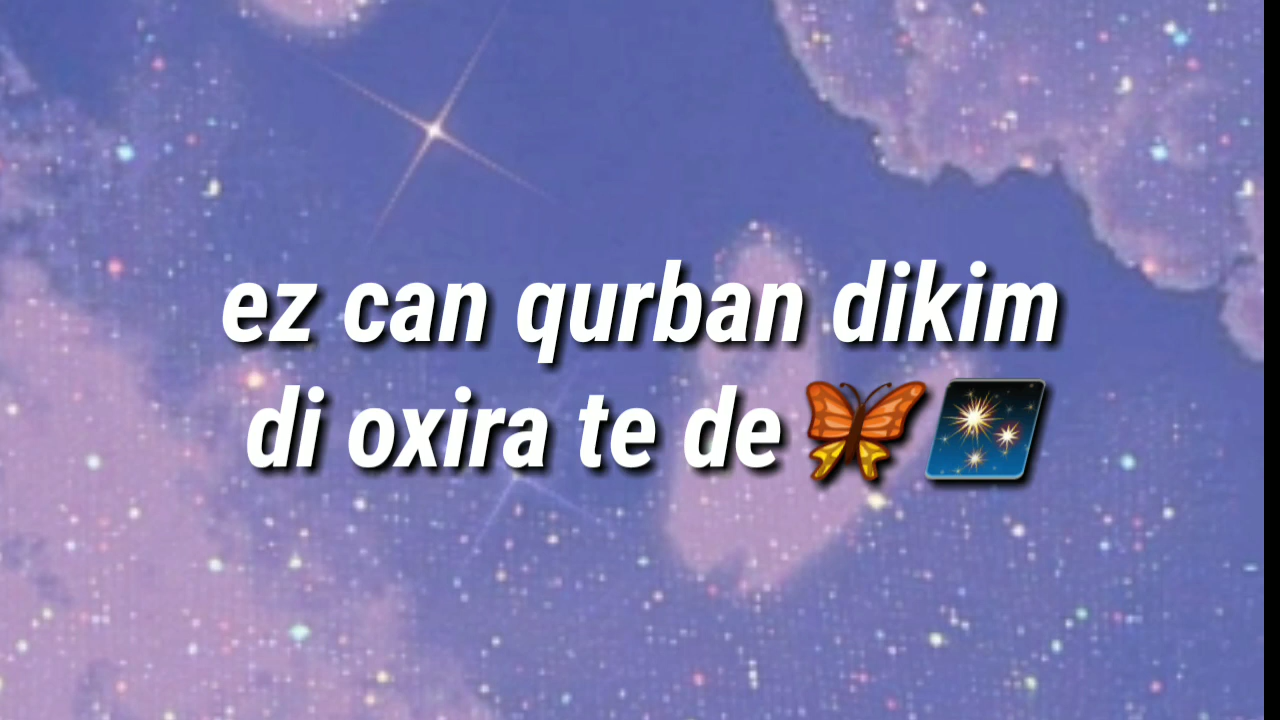 ez can qurban dikim
di oxira te de 🦋🎇